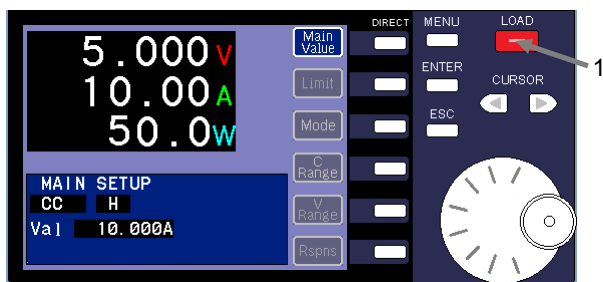 5.000V
10.00A
50.0W
MAIN SETUP
CC H
Val 10.000A
Main
Value
Limit
Mode
C
Range
V
Range
Rspns
DIRECT
MENU
ENTER
ESC
LOAD
CURSOR
1